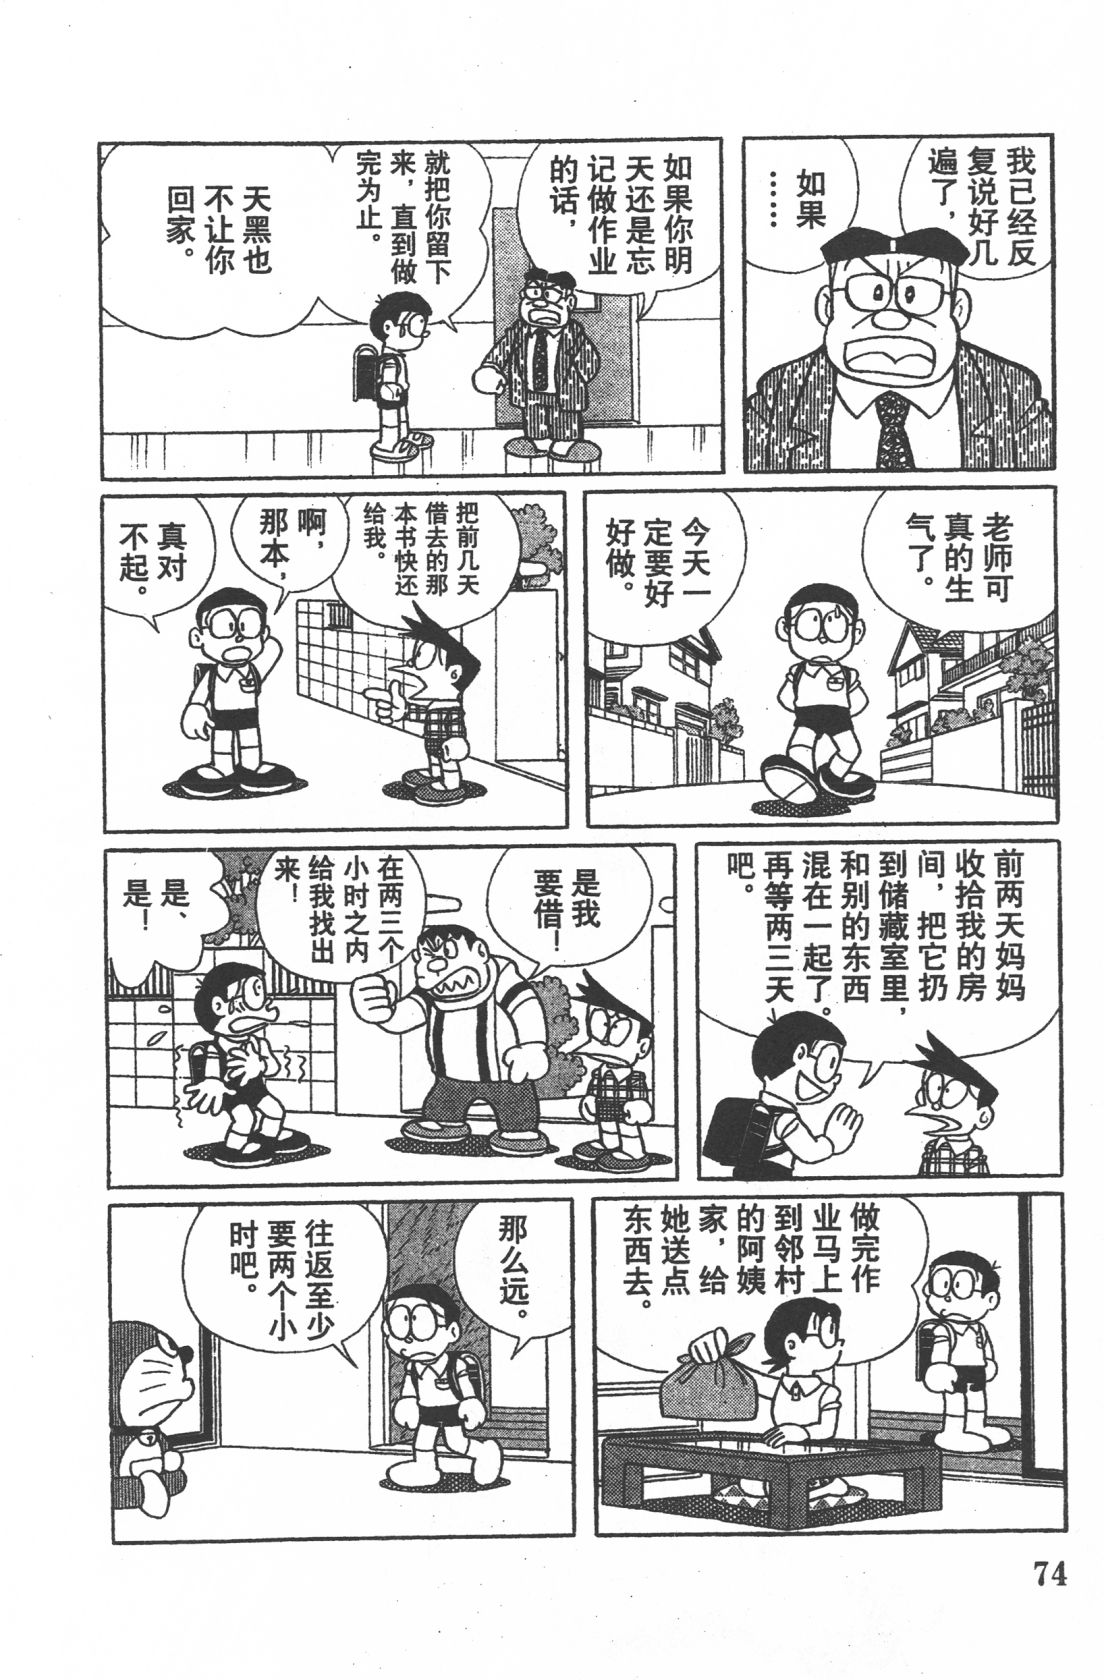 我已经反
复说好几
遍了，
如果
……
如果你明
天还是忘
记做作业
的话，
就把你留下
来，直到做
完为止。
天黑也
不让你
回家。
老师可
真的生
气了。
今天一
定要好
好做。
把前几天
借去的那
本书快还
给我。
啊，
那本，
真对
不起。
前两天妈妈
收拾我的房
间，把它扔
到储藏室里，
和别的东西
混在一起了。
再等两三天
吧。
是我
要借！
在两三个
小时之内
给我找出
来！
是、
是！
做完作
业马上
到邻村
的阿姨
家，给
她送点
东西去。
那么远。
往返至少
要两个小
时吧。
74